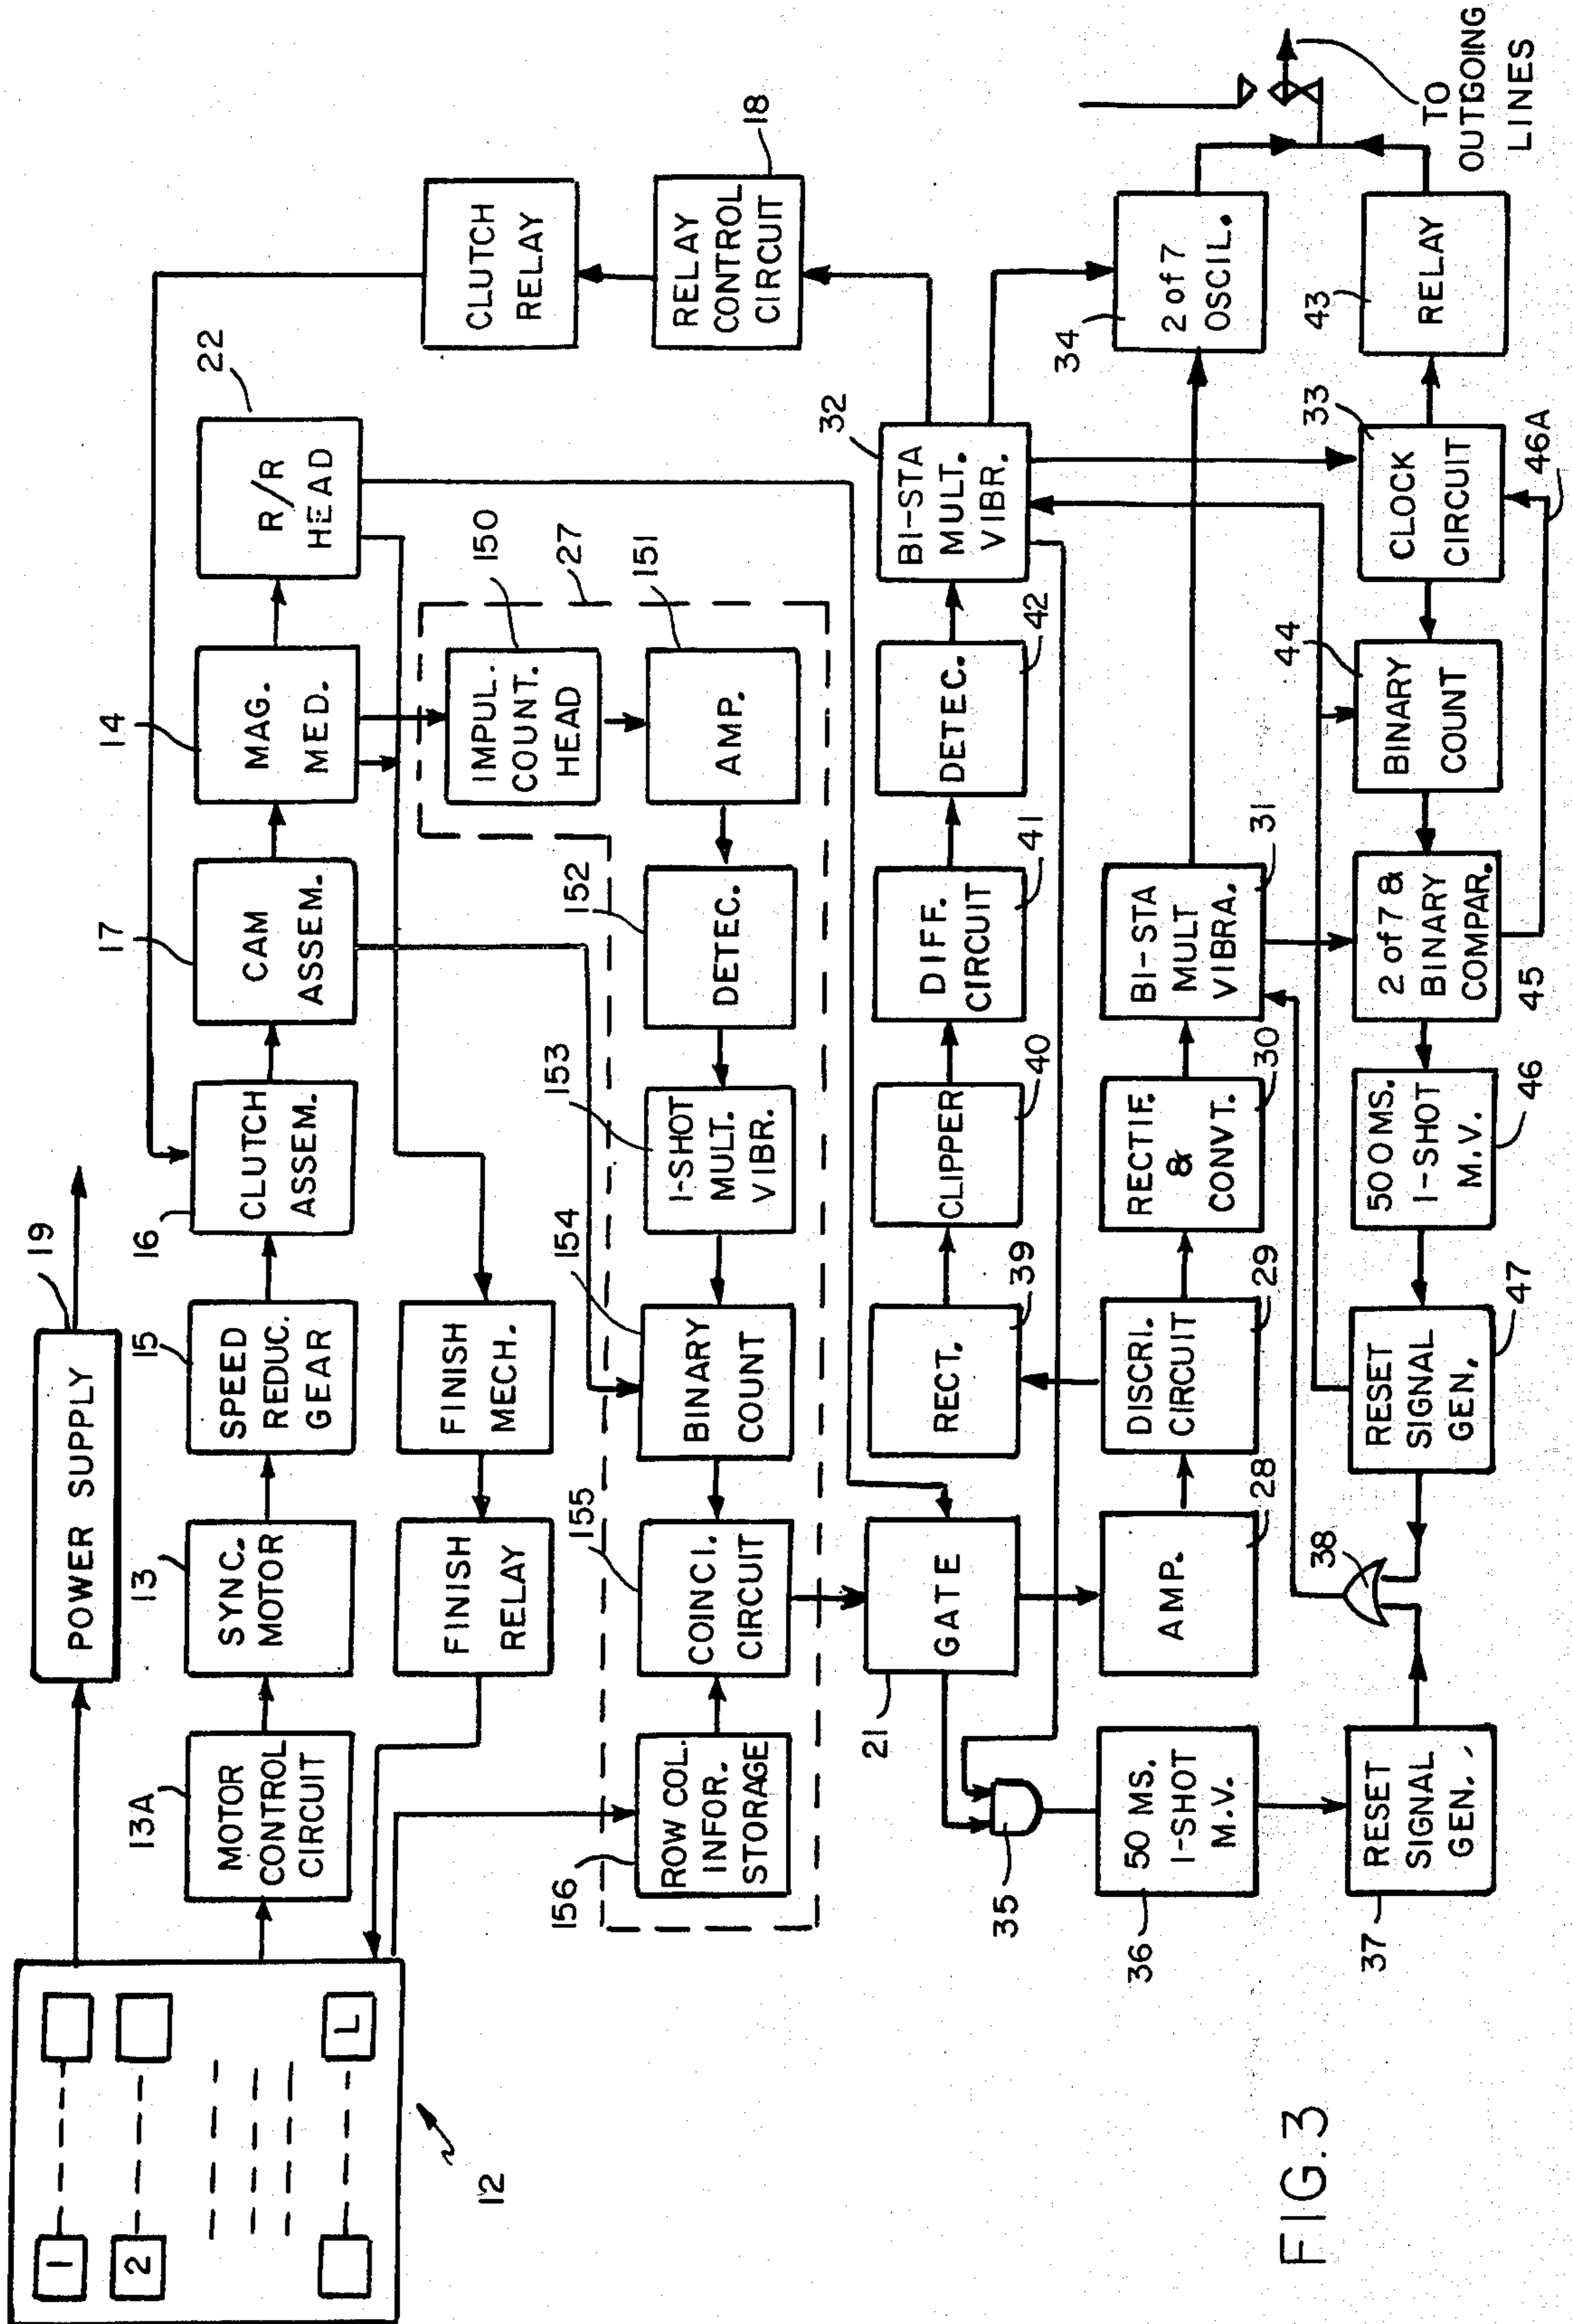 1
2
L
12
19
POWER SUPPLY
13A
MOTOR
CONTROL
CIRCUIT
13
SYNC.
MOTOR
15
SPEED
REDUC.
GEAR
16
CLUTCH
ASSEM.
17
CAM
ASSEM.
14
MAG.
MED.
22
R/R
HEAD
CLUTCH
RELAY
18
RELAY
CONTROL
CIRCUIT
FINISH
RELAY
FINISH
MECH.
150
IMPUL.
COUNT.
HEAD
27
151
AMP.
152
DETEC.
153
1-SHOT
MULT.
VIBR.
154
BINARY
COUNT
155
COINCI.
CIRCUIT
156
ROW COL.
INFOR.
STORAGE
21
GATE
39
RECT.
40
CLIPPER
41
DIFF.
CIRCUIT
42
DETEC.
32
BI-STA
MULT.
VIBR.
35
28
AMP.
29
DISCRI.
CIRCUIT
30
RECTIF.
&
CONVT.
31
BI-STA
MULT
VIBRA.
34
2 of 7
OSCIL.
36
50 MS.
1-SHOT
M.V.
37
RESET
SIGNAL
GEN.
38
47
RESET
SIGNAL
GEN.
46
500MS.
1-SHOT
M.V.
45
2 of 7 &
BINARY
COMPAR.
44
BINARY
COUNT
33
CLOCK
CIRCUIT
46A
43
RELAY
TO
OUTGOING
LINES
FIG.3